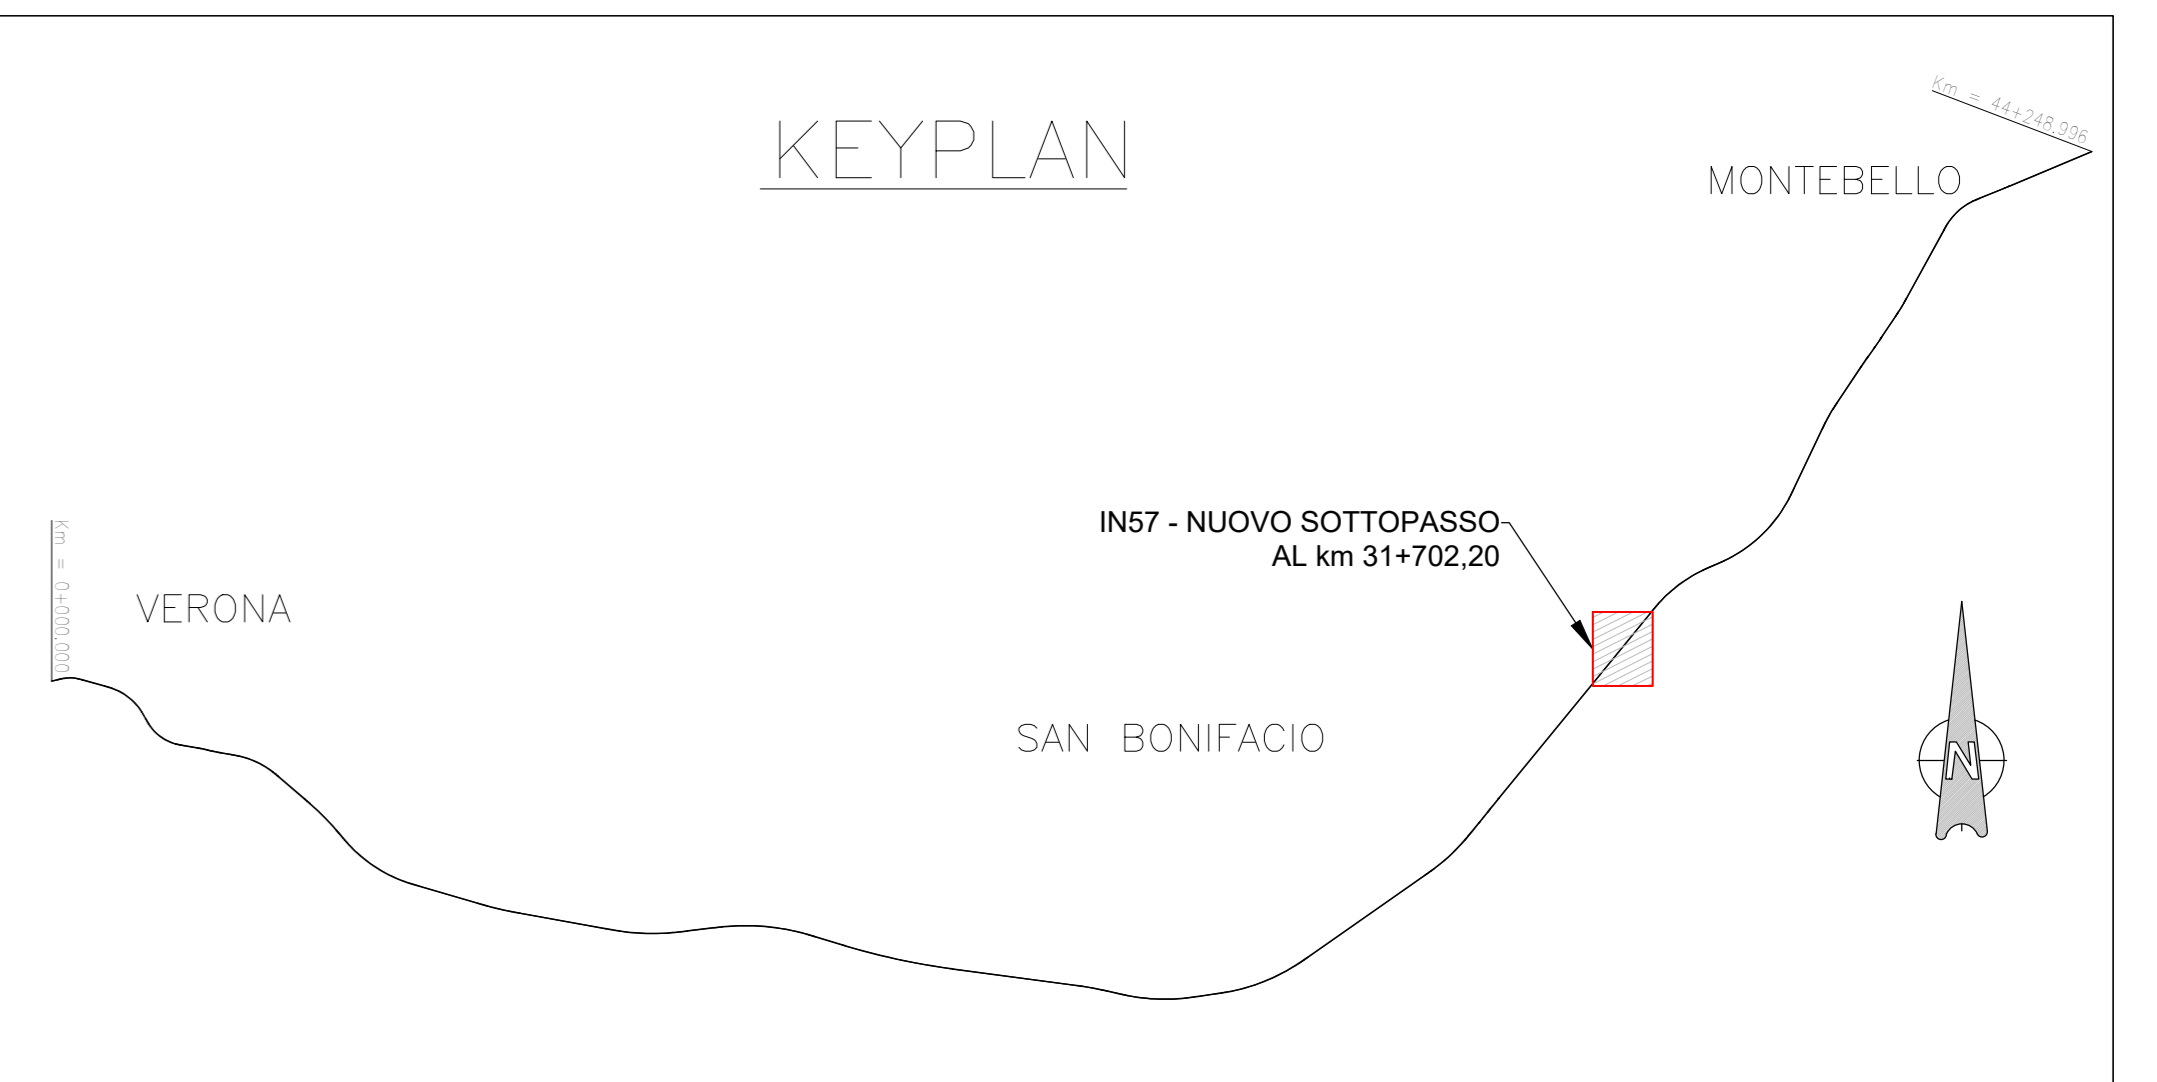 KEYPLAN
Km = 44+248.996
MONTEBELLO
IN57 - NUOVO SOTTOPASSO
AL km 31+702,20
Km = 0+000.000
VERONA
SAN BONIFACIO
N